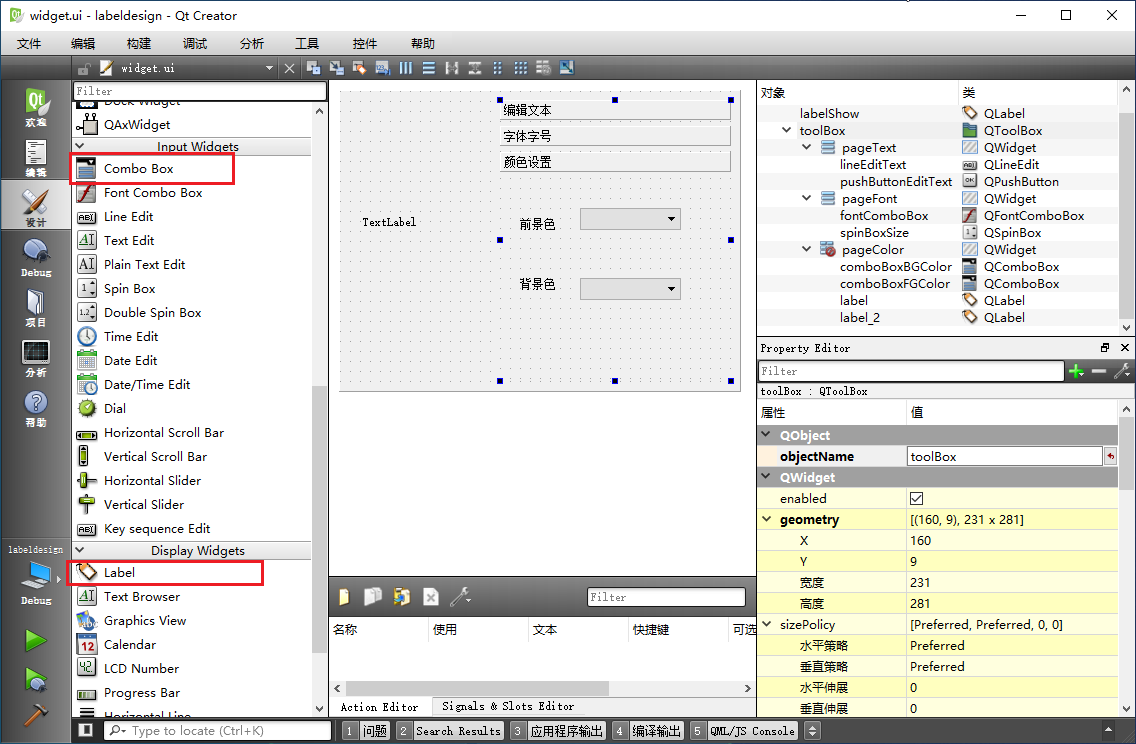 widget.ui - labeldesign - Qt Creator
文件 编辑 构建 调试 分析 工具 控件 帮助
widget.ui
欢迎
编辑
设计
Debug
项目
分析
帮助
labeldesign
Debug
Filter
Dock Widget
QAxWidget
Input Widgets
Combo Box
Font Combo Box
Line Edit
Text Edit
Plain Text Edit
Spin Box
Double Spin Box
Time Edit
Date Edit
Date/Time Edit
Dial
Horizontal Scroll Bar
Vertical Scroll Bar
Horizontal Slider
Vertical Slider
Key sequence Edit
Display Widgets
Label
Text Browser
Graphics View
Calendar
LCD Number
Progress Bar
Horizontal Line
编辑文本
字体字号
颜色设置
TextLabel
前景色
背景色
Filter
名称 使用 文本 快捷键 可选
Action Editor Signals & Slots Editor
对象 类
labelShow QLabel
toolBox QToolBox
pageText QWidget
lineEditText QLineEdit
pushButtonEditText QPushButton
pageFont QWidget
fontComboBox QFontComboBox
spinBoxSize QSpinBox
pageColor QWidget
comboBoxBGColor QComboBox
comboBoxFGColor QComboBox
label QLabel
label_2 QLabel
Property Editor
Filter
toolBox : QToolBox
属性 值
QObject
objectName toolBox
QWidget
enabled
geometry [(160, 9), 231 x 281]
X 160
Y 9
宽度 231
高度 281
sizePolicy [Preferred, Preferred, 0, 0]
水平策略 Preferred
垂直策略 Preferred
水平伸展 0
垂直伸展 0
Type to locate (Ctrl+K)
1 问题 2 Search Results 3 应用程序输出 4 编译输出 5 QML/JS Console